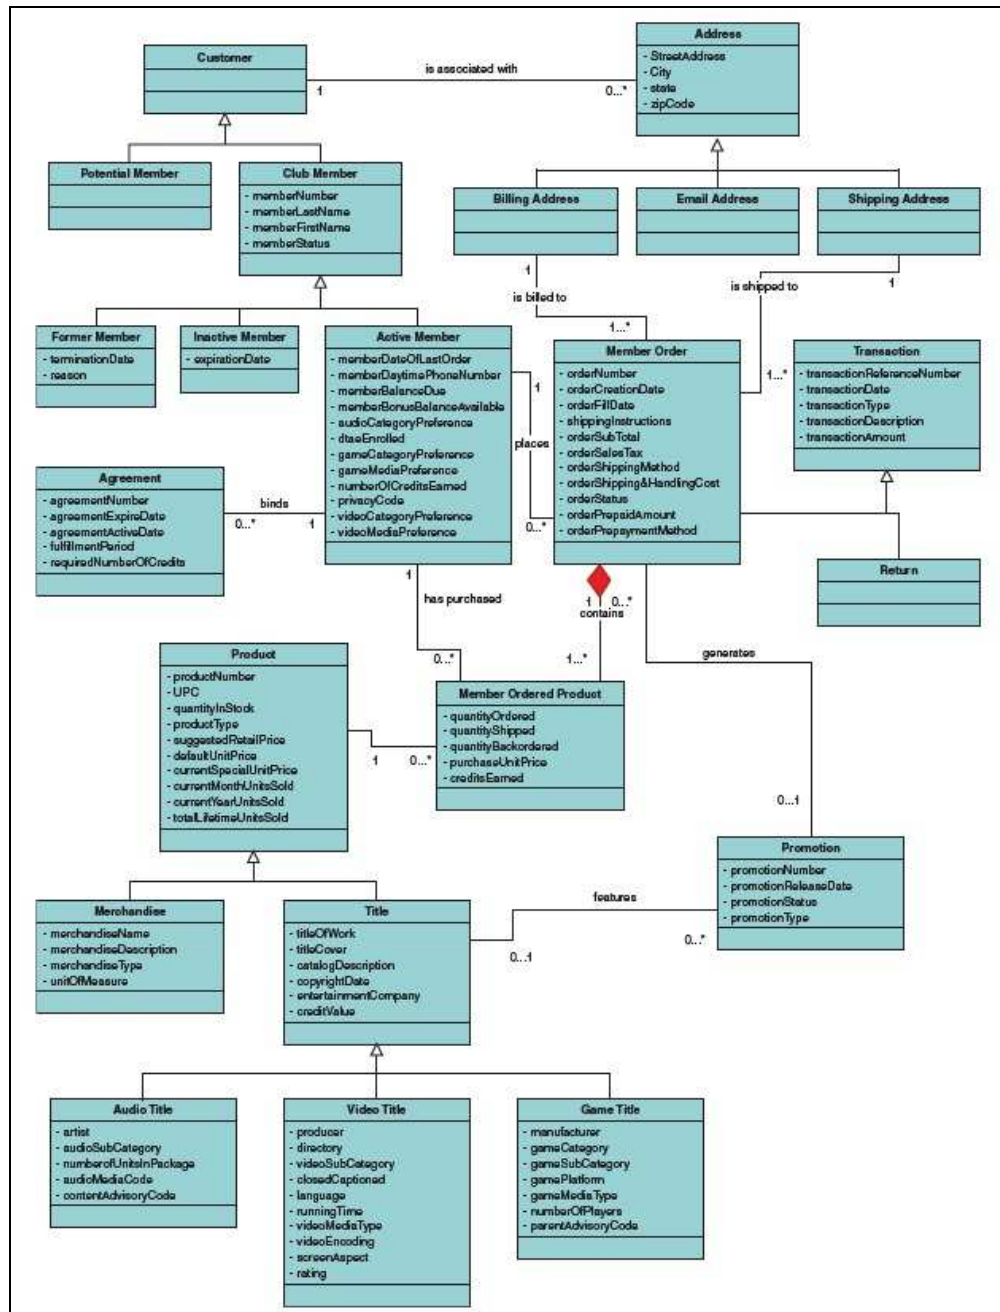 Customer
is associated with
1
0...*
Address
- StreetAddress
- City
- state
- zipCode
Potential Member
Club Member
- memberNumber
- memberLastName
- memberFirstName
- memberStatus
Billing Address
Email Address
Shipping Address
1
is billed to
1...*
is shipped to
1
1...*
Former Member
- terminationDate
- reason
Inactive Member
- expirationDate
Active Member
- memberDateOfLastOrder
- memberDaytimePhoneNumber
- memberBalanceDue
- memberBonusBalanceAvailable
- audioCategoryPreference
- dtaeEnrolled
- gameCategoryPreference
- gameMediaPreference
- numberOfCreditsEarned
- privacyCode
- videoCategoryPreference
- videoMediaPreference
1
places
0...*
Member Order
- orderNumber
- orderCreationDate
- orderFillDate
- shippingInstructions
- orderSubTotal
- orderSalesTax
- orderShippingMethod
- orderShipping&HandlingCost
- orderStatus
- orderPrepaidAmount
- orderPrepaymentMethod
Transaction
- transactionReferenceNumber
- transactionDate
- transactionType
- transactionDescription
- transactionAmount
Agreement
- agreementNumber
- agreementExpireDate
- agreementActiveDate
- fulfillmentPeriod
- requiredNumberOfCredits
binds
0...*
1
Return
1
has purchased
0...*
1
0...*
contains
1...*
generates
0...1
Product
- productNumber
- UPC
- quantityInStock
- productType
- suggestedRetailPrice
- defaultUnitPrice
- currentSpecialUnitPrice
- currentMonthUnitsSold
- currentYearUnitsSold
- totalLifetimeUnitsSold
1
0...*
Member Ordered Product
- quantityOrdered
- quantityShipped
- quantityBackordered
- purchaseUnitPrice
- creditsEarned
Promotion
- promotionNumber
- promotionReleaseDate
- promotionStatus
- promotionType
features
0...1
0...*
Merchandise
- merchandiseName
- merchandiseDescription
- merchandiseType
- unitOfMeasure
Title
- titleOfWork
- titleCover
- catalogDescription
- copyrightDate
- entertainmentCompany
- creditValue
Audio Title
- artist
- audioSubCategory
- numberofUnitsInPackage
- audioMediaCode
- contentAdvisoryCode
Video Title
- producer
- directory
- videoSubCategory
- closedCaptioned
- language
- runningTime
- videoMediaType
- videoEncoding
- screenAspect
- rating
Game Title
- manufacturer
- gameCategory
- gameSubCategory
- gamePlatform
- gameMediaType
- numberOfPlayers
- parentAdvisoryCode